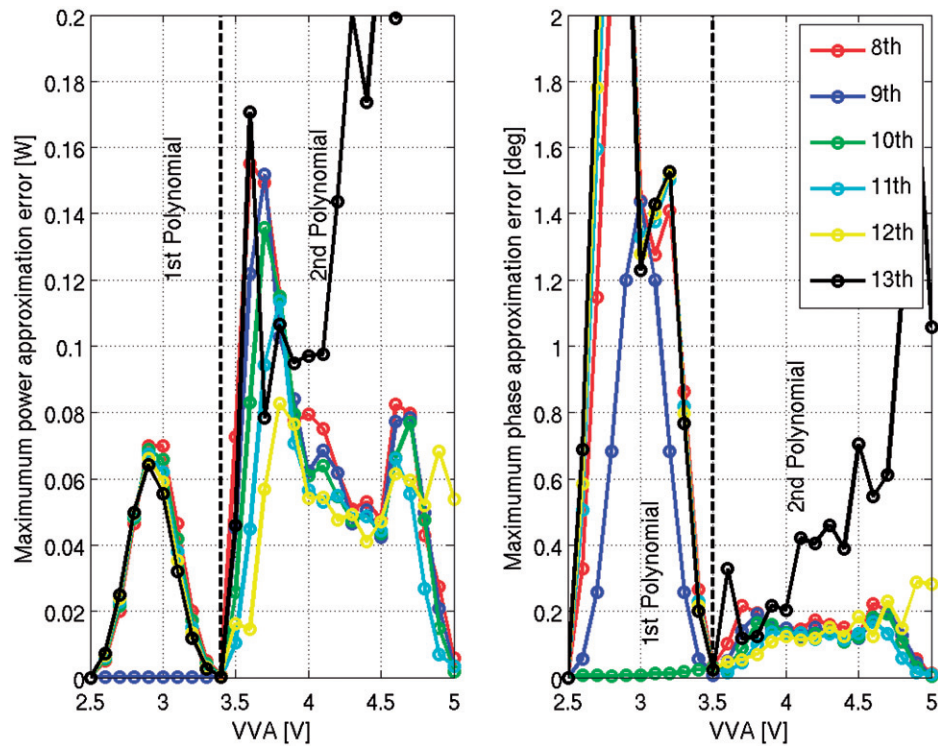 Maximum power approximation error [W]
0.2
0.18
0.16
0.14
0.12
0.1
0.08
0.06
0.04
0.02
0
1st Polynomial
2nd Polynomial
2.5 3 3.5 4 4.5 5
VVA [V]
Maximum phase approximation error [deg]
2
1.8
1.6
1.4
1.2
1
0.8
0.6
0.4
0.2
0
1st Polynomial
2nd Polynomial
8th
9th
10th
11th
12th
13th
2.5 3 3.5 4 4.5 5
VVA [V]